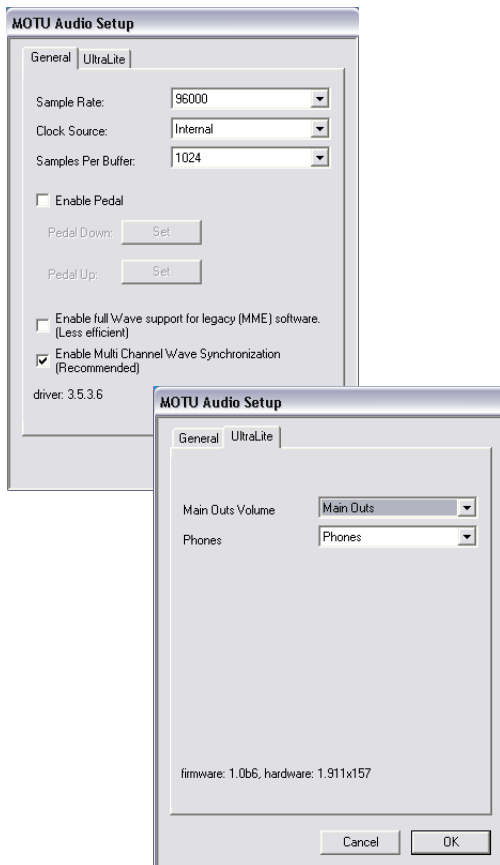 MOTU Audio Setup
General UltraLite
Sample Rate: 96000
Clock Source: Internal
Samples Per Buffer: 1024
Enable Pedal
Pedal Down: Set
Pedal Up: Set
Enable full Wave support for legacy (MME) software.
(Less efficient)
Enable Multi Channel Wave Synchronization
(Recommended)
driver: 3.5.3.6
MOTU Audio Setup
General UltraLite
Main Outs Volume Main Outs
Phones Phones
firmware: 1.0b6, hardware: 1.911x157
Cancel OK